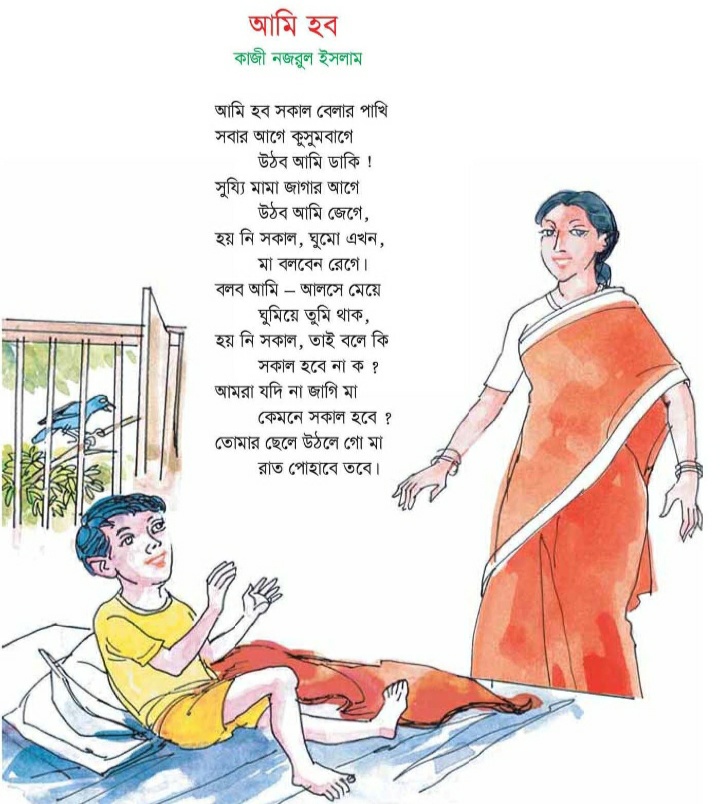 আমি হব
কাজী নজরুল ইসলাম
আমি হব সকাল বেলার পাখি
সবার আগে কুসুমবাগে
উঠব আমি ডাকি !
সুয্যি মামা জাগার আগে
উঠব আমি জেগে,
হয় নি সকাল, ঘুমো এখন,
মা বলবেন রেগে।
বলব আমি – আলসে মেয়ে
ঘুমিয়ে তুমি থাক,
হয় নি সকাল, তাই বলে কি
সকাল হবে না ক ?
আমরা যদি না জাগি মা
কেমনে সকাল হবে ?
তোমার ছেলে উঠলে গো মা
রাত পোহাবে তবে।